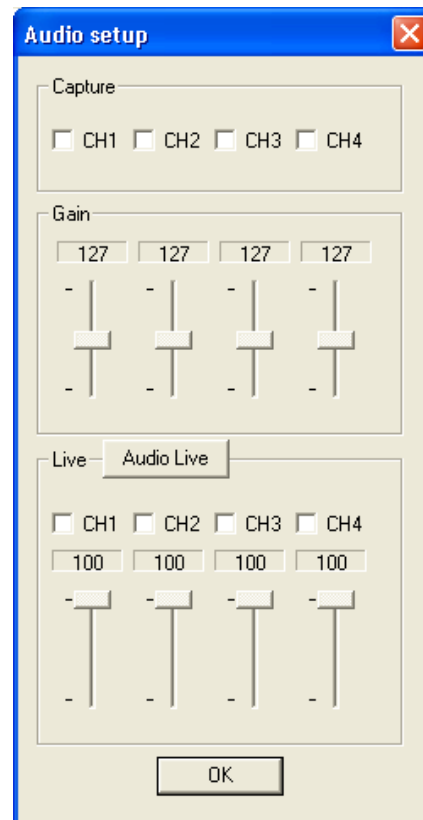 Audio setup
Capture
CH1 CH2 CH3 CH4
Gain
127 127 127 127
Live Audio Live
CH1 CH2 CH3 CH4
100 100 100 100
OK